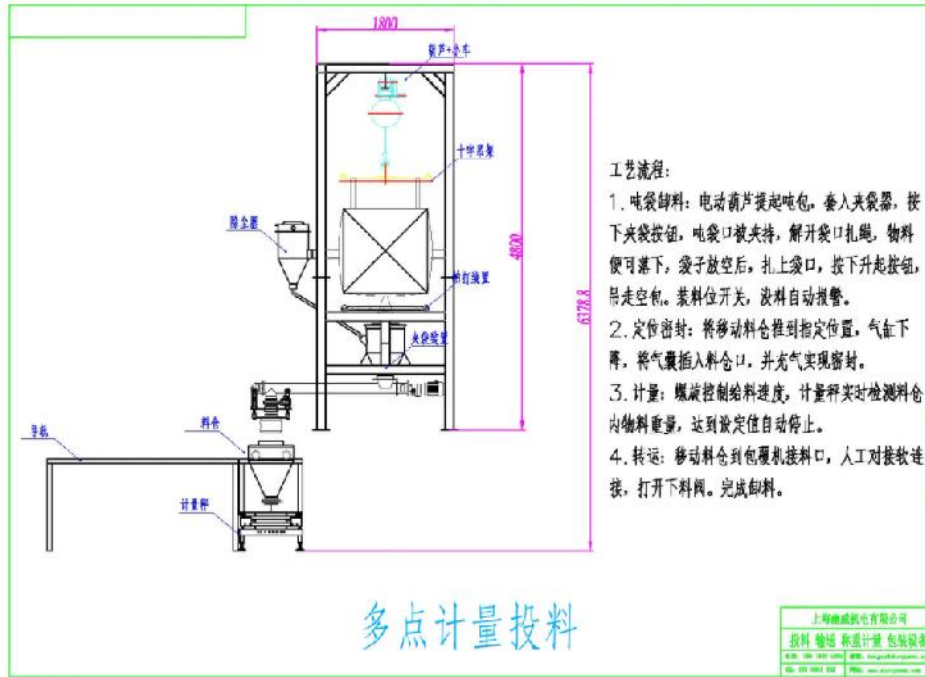 1800
葫芦+小车
十字吊架
除尘器
4800
6378.8
拍打装置
夹袋装置
导轨
料仓
计量秤
工艺流程:
1. 吨袋卸料: 电动葫芦提起吨包, 套入夹袋器, 按
下夹袋按钮, 吨袋口被夹持, 解开袋口扎绳, 物料
便可落下, 袋子放空后, 扎上袋口, 按下升起按钮,
吊走空包。装料位开关, 没料自动报警。
2. 定位密封: 将移动料仓推到指定位置, 气缸下
降, 将气囊插入料仓口, 并充气实现密封。
3. 计量: 螺旋控制给料速度, 计量秤实时检测料仓
内物料重量, 达到设定值自动停止。
4. 转运: 移动料仓到包覆机接料口, 人工对接软连
接, 打开下料阀。完成卸料。
多点计量投料
机电有限公司
投料 输送 称重计量 包装设备